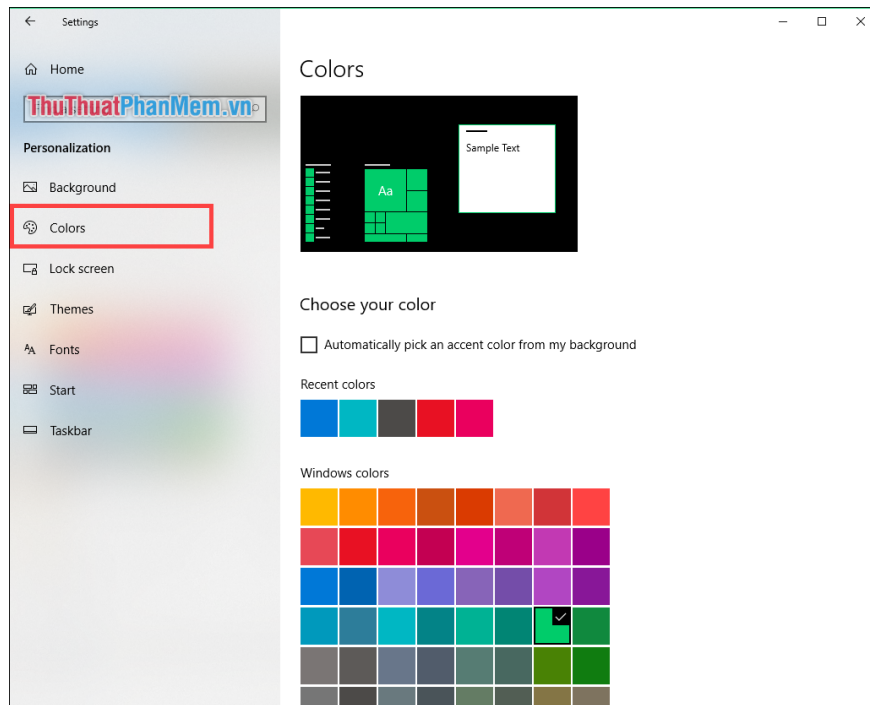 Settings
Home
ThuThuatPhanMem.vn
Personalization
Background
Colors
Lock screen
Themes
Fonts
Start
Taskbar
Colors
Sample Text
Aa
Choose your color
Automatically pick an accent color from my background
Recent colors
Windows colors